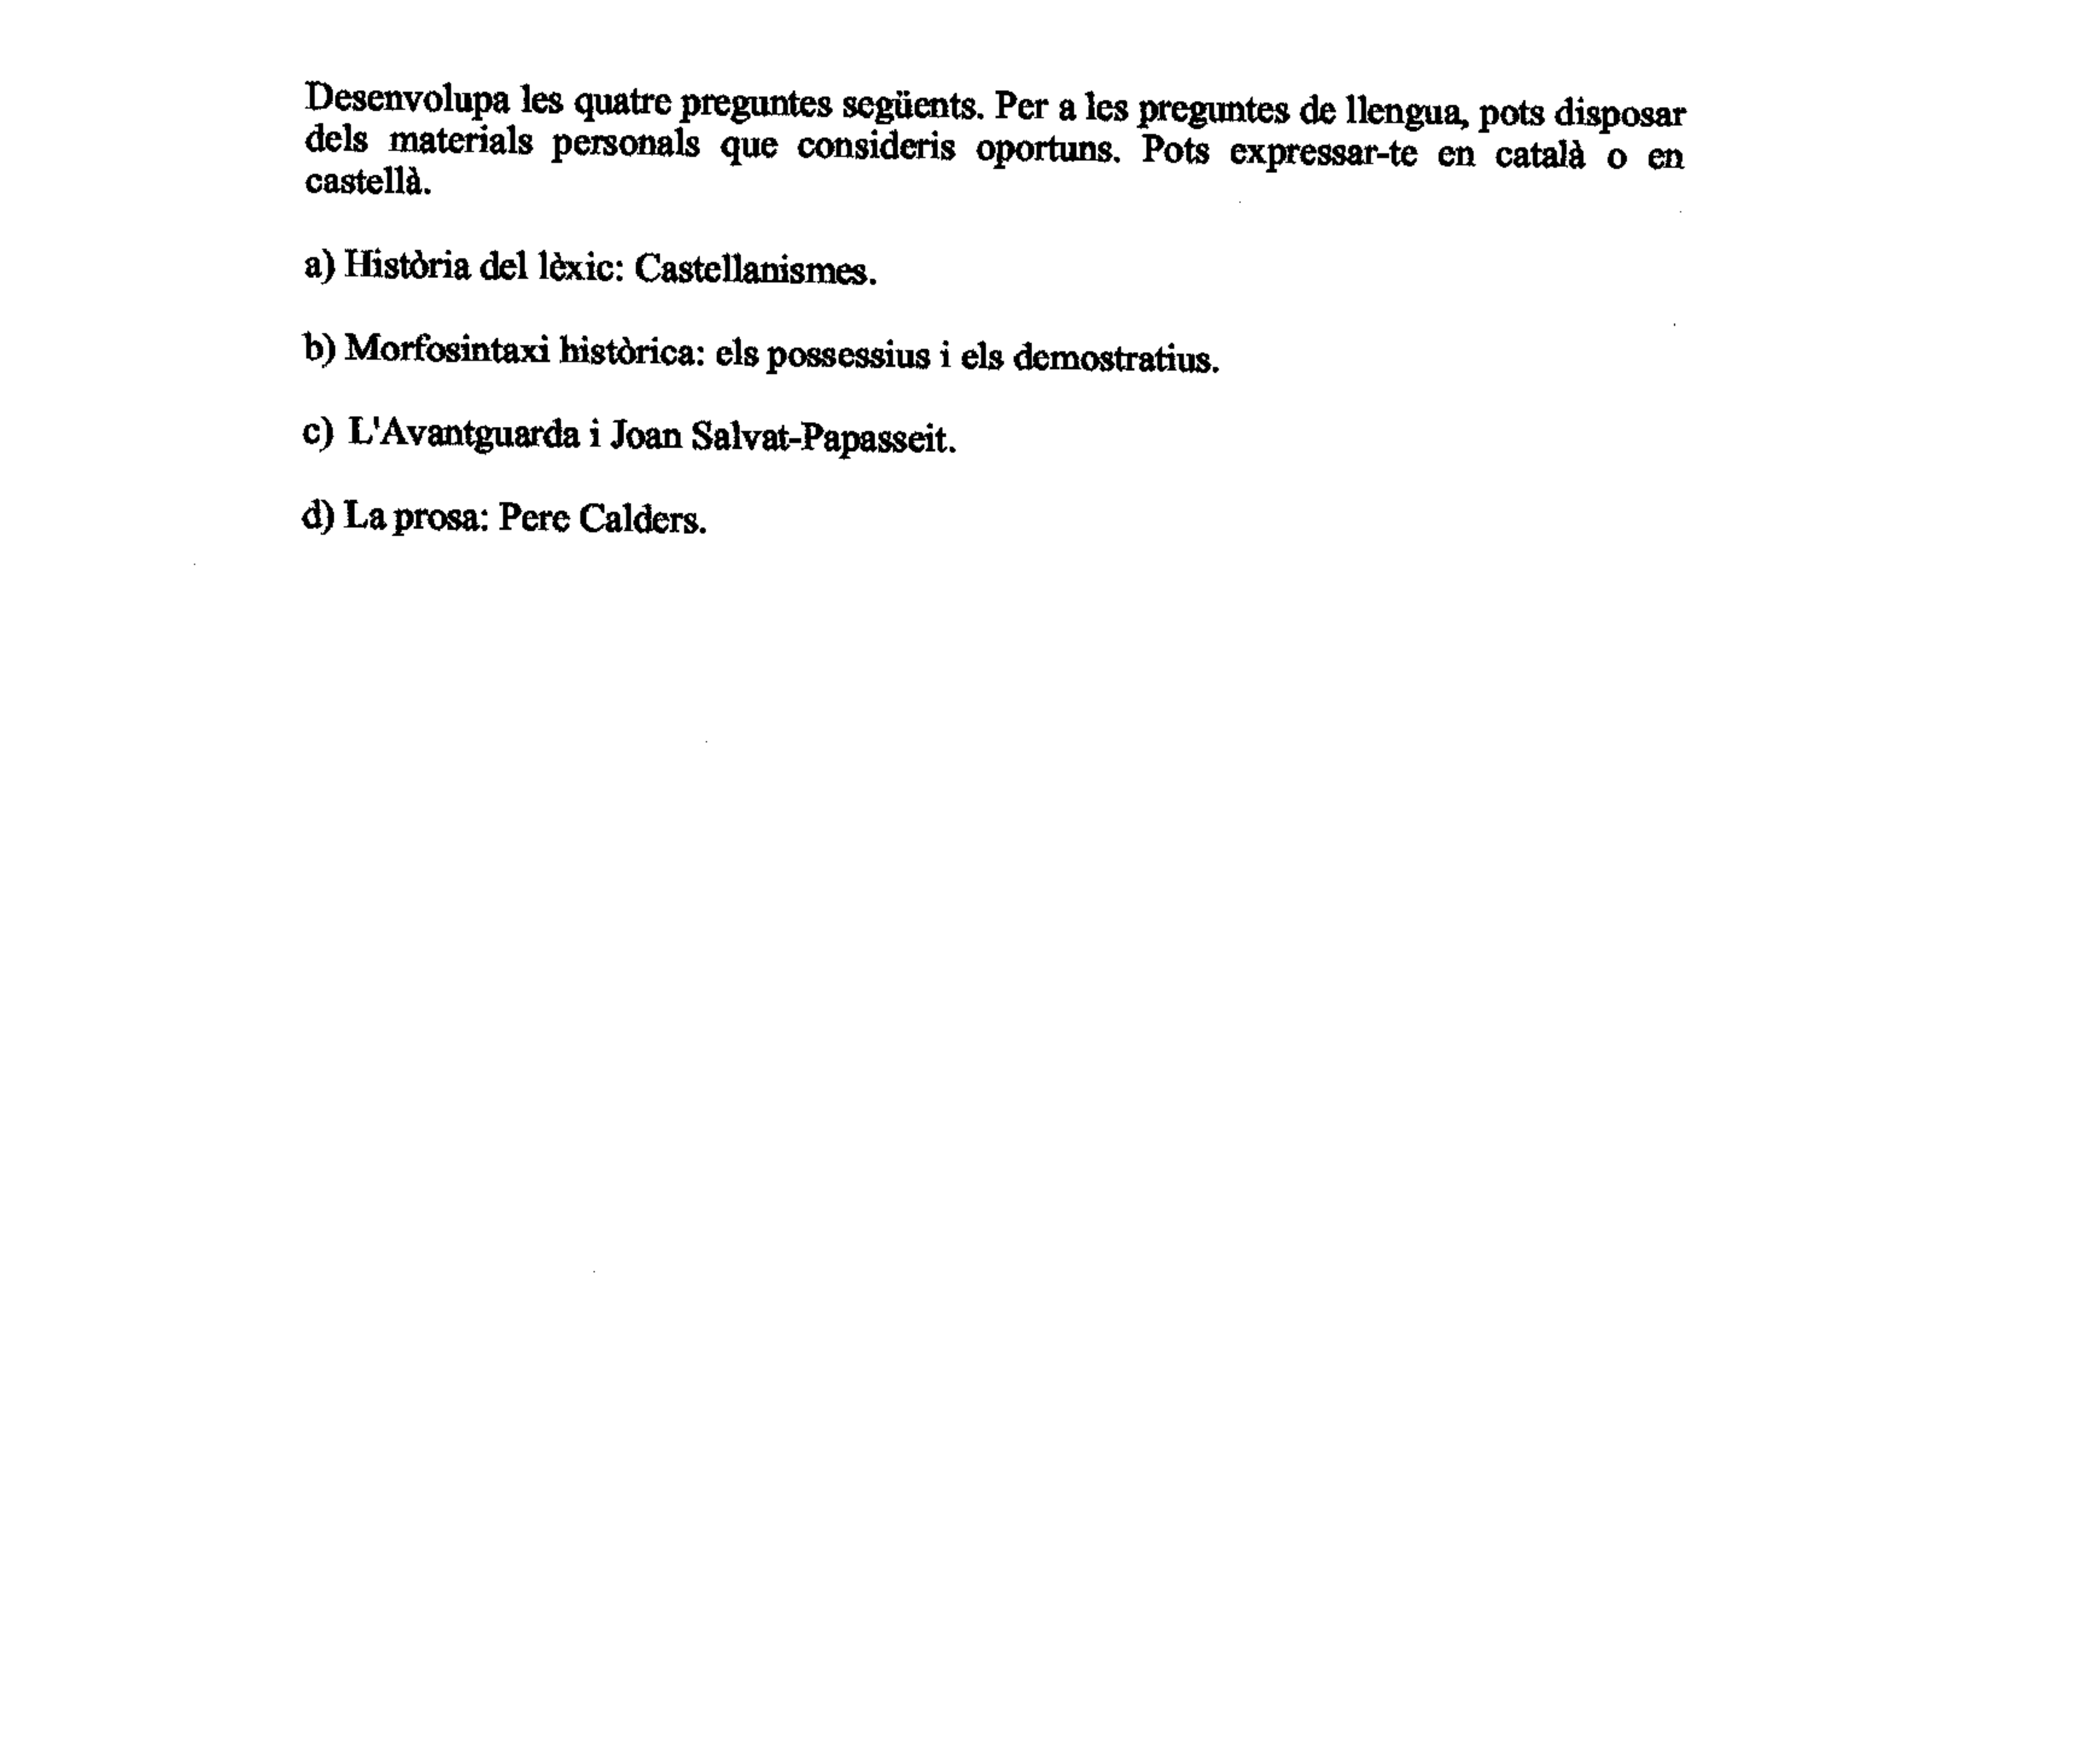 Desenvolupa les quatre preguntes següents. Per a les preguntes de llengua, pots disposar
dels materials personals que consideris oportuns. Pots expressar-te en català o en
castellà.
a) Història del lèxic: Castellanismes.
b) Morfosintaxi històrica: els possessius i els demostratius.
c) L'Avantguarda i Joan Salvat-Papasseit.
d) La prosa: Pere Calders.